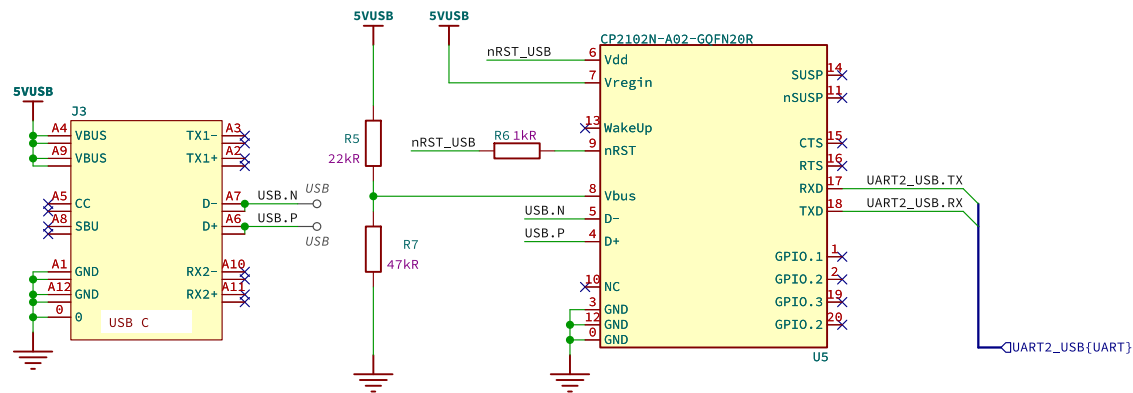 5VUSB
J3
A4 VBUS
A9 VBUS
A5 CC
A8 SBU
A1 GND
A12 GND
0 0
TX1- A3
TX1+ A2
D- A7
D+ A6
RX2- A10
RX2+ A11
USB C
USB.N
USB
USB.P
USB
5VUSB
R5
22kR
R7
47kR
5VUSB
nRST_USB
nRST_USB
R6 1kR
USB.N
USB.P
CP2102N-A02-GQFN20R
6 Vdd
7 Vregin
13 WakeUp
9 nRST
8 Vbus
5 D-
4 D+
10 NC
3 GND
12 GND
0 GND
SUSP 14
nSUSP 11
CTS 15
RTS 16
RXD 17
TXD 18
GPIO.1 1
GPIO.2 2
GPIO.3 19
GPIO.2 20
U5
UART2_USB.TX
UART2_USB.RX
UART2_USB{UART}